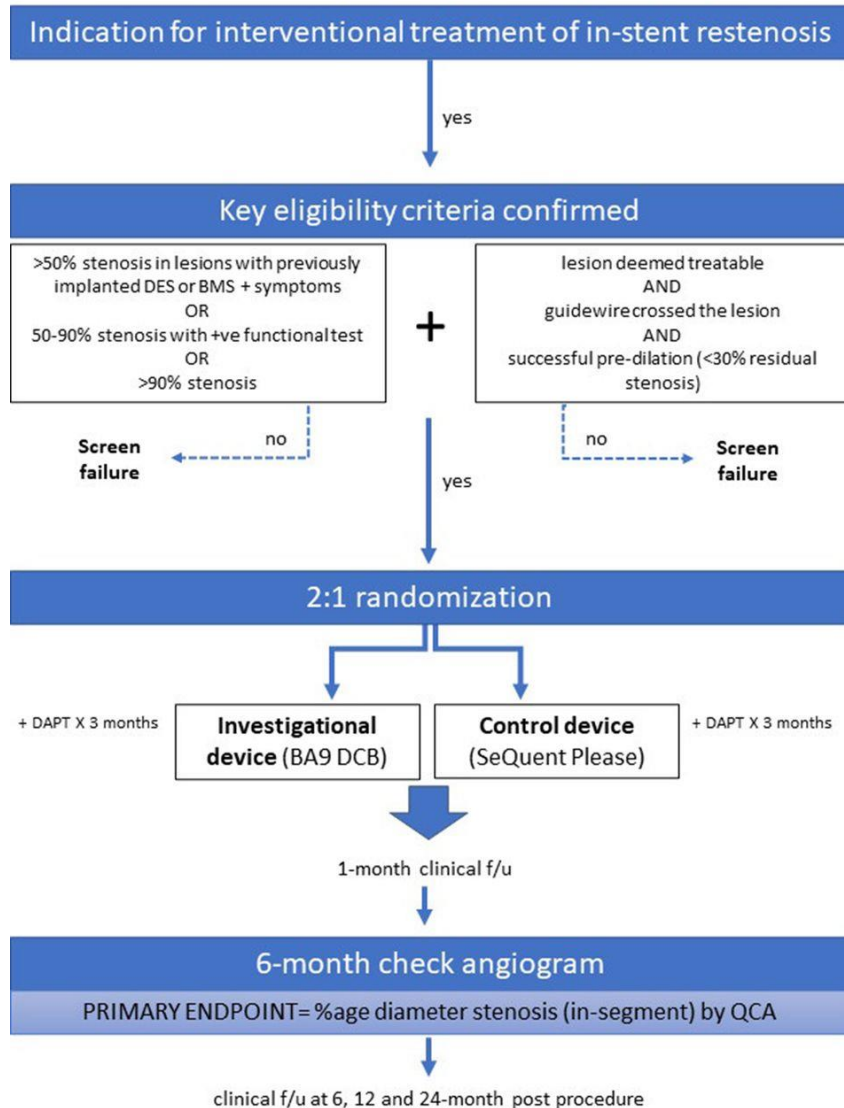 Indication for interventional treatment of in-stent restenosis
yes
Key eligibility criteria confirmed
>50% stenosis in lesions with previously
implanted DES or BMS + symptoms
OR
50-90% stenosis with +ve functional test
OR
>90% stenosis
+
lesion deemed treatable
AND
guidewire crossed the lesion
AND
successful pre-dilation (<30% residual
stenosis)
no
Screen
failure
no
Screen
failure
yes
2:1 randomization
+ DAPT X 3 months
Investigational
device (BA9 DCB)
Control device
(SeQuent Please)
+ DAPT X 3 months
1-month clinical f/u
6-month check angiogram
PRIMARY ENDPOINT= %age diameter stenosis (in-segment) by QCA
clinical f/u at 6, 12 and 24-month post procedure